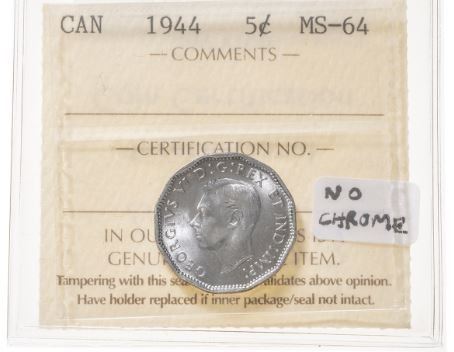 CAN 1944 5¢ MS-64
COMMENTS
CERTIFICATION NO.
GEORGIVS VI D:G:REX ET IND:IMP:
NO
CHROME
IN OU
GENU ITEM.
Tampering with this sea alidates above opinion.
Have holder replaced if inner package/seal not intact.